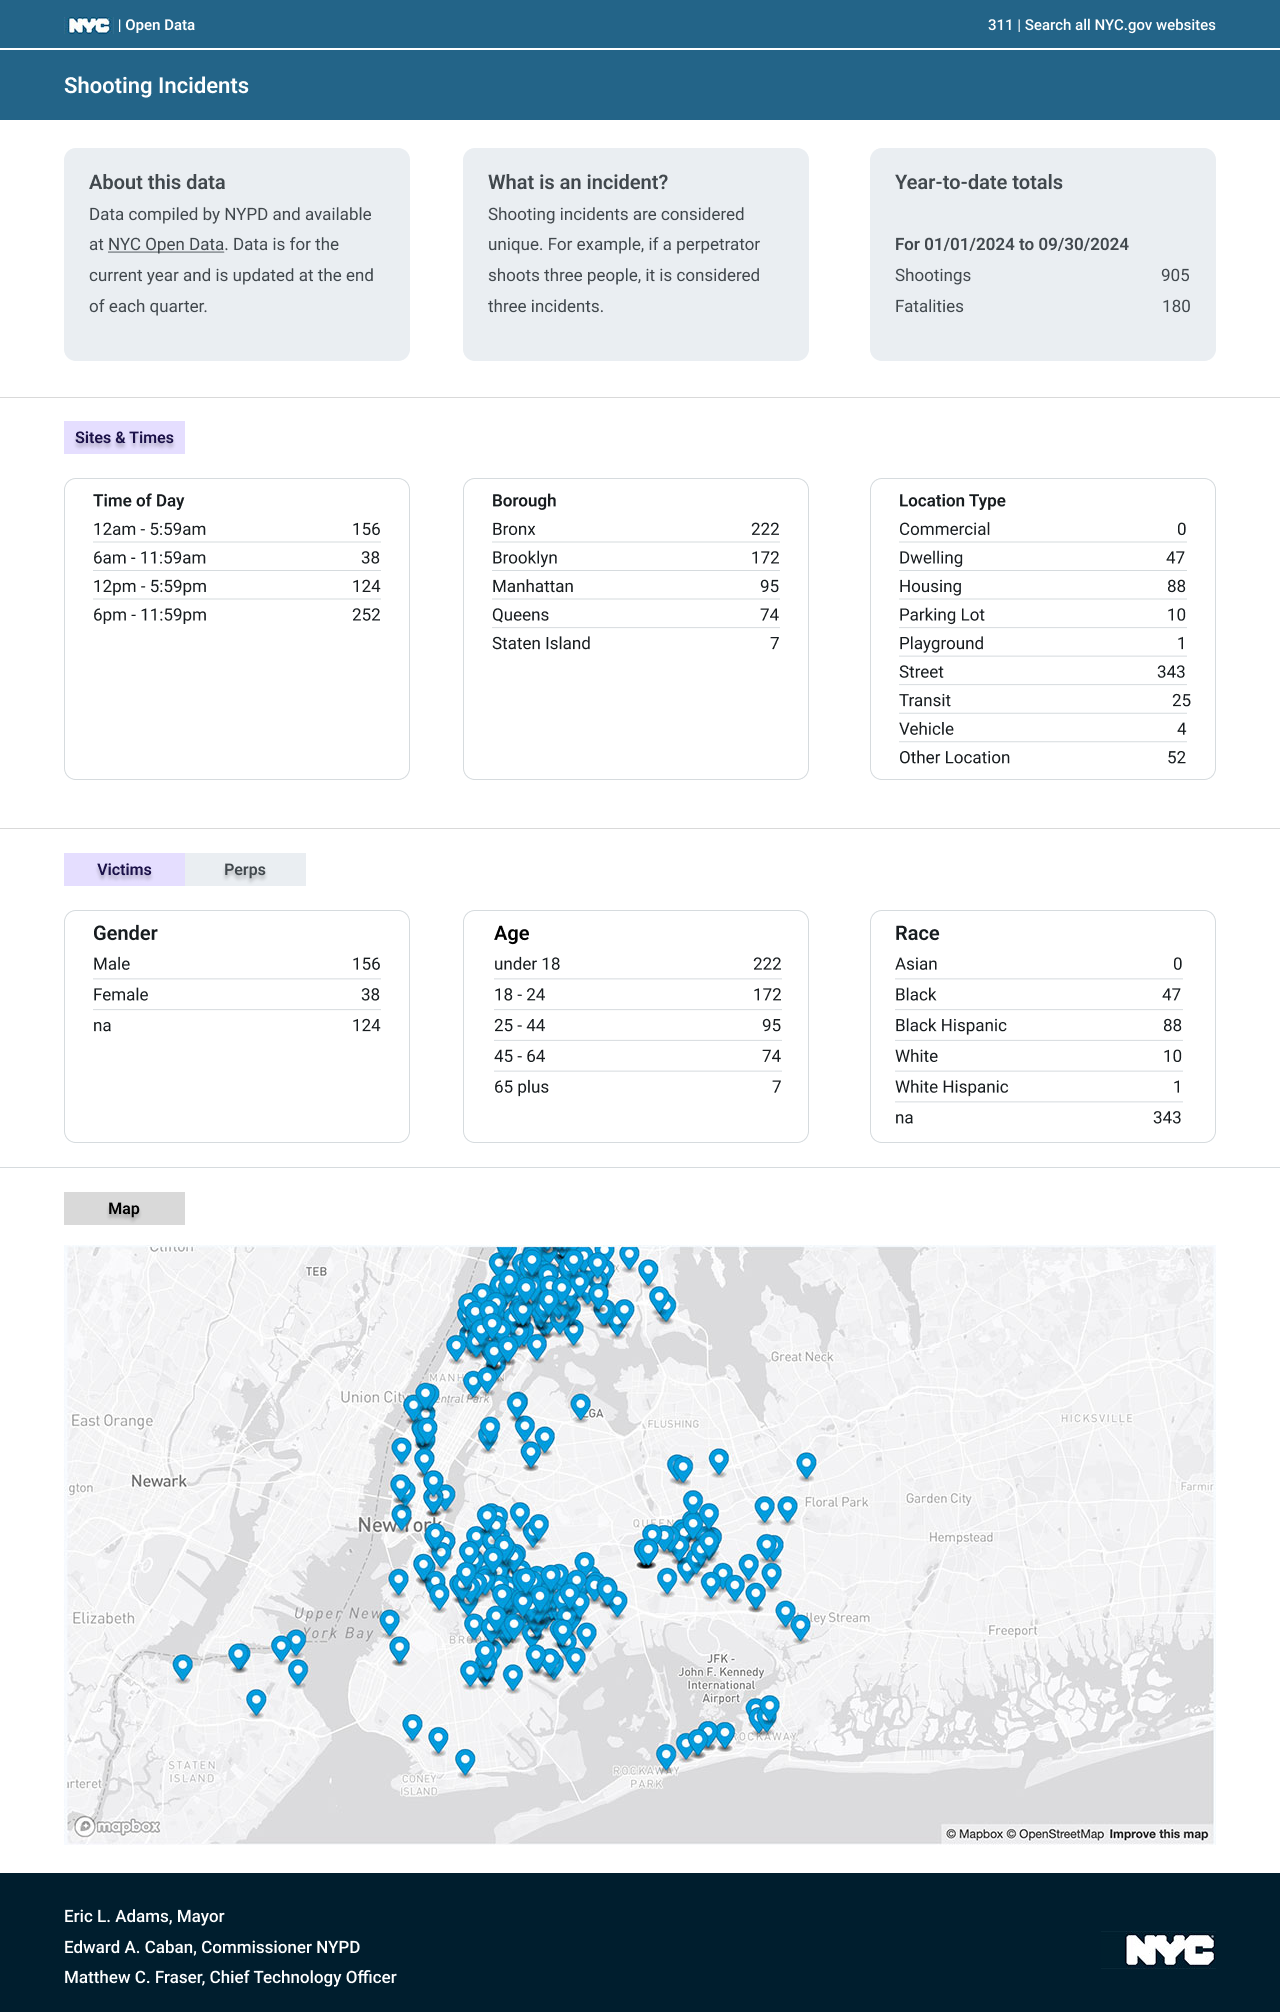 NYC | Open Data
311 | Search all NYC.gov websites
Shooting Incidents
About this data
Data compiled by NYPD and available
at NYC Open Data. Data is for the
current year and is updated at the end
of each quarter.
What is an incident?
Shooting incidents are considered
unique. For example, if a perpetrator
shoots three people, it is considered
three incidents.
Year-to-date totals
For 01/01/2024 to 09/30/2024
Shootings 905
Fatalities 180
Sites & Times
Time of Day
12am - 5:59am 156
6am - 11:59am 38
12pm - 5:59pm 124
6pm - 11:59pm 252
Borough
Bronx 222
Brooklyn 172
Manhattan 95
Queens 74
Staten Island 7
Location Type
Commercial 0
Dwelling 47
Housing 88
Parking Lot 10
Playground 1
Street 343
Transit 25
Vehicle 4
Other Location 52
Victims
Perps
Gender
Male 156
Female 38
na 124
Age
under 18 222
18 - 24 172
25 - 44 95
45 - 64 74
65 plus 7
Race
Asian 0
Black 47
Black Hispanic 88
White 10
White Hispanic 1
na 343
Map
Clifton
TEB
Great Neck
Union City
Central Park
East Orange
FLUSHING
HICKSVILLE
Newark
Floral Park
Garden City
New York
Hempstead
Elizabeth
Upper New
York Bay
Freeport
JFK -
John F. Kennedy
International
Airport
STATEN
ISLAND
CONEY
ISLAND
ROCKAWAY
PARK
mapbox
© Mapbox © OpenStreetMap Improve this map
Eric L. Adams, Mayor
Edward A. Caban, Commissioner NYPD
Matthew C. Fraser, Chief Technology Officer
NYC